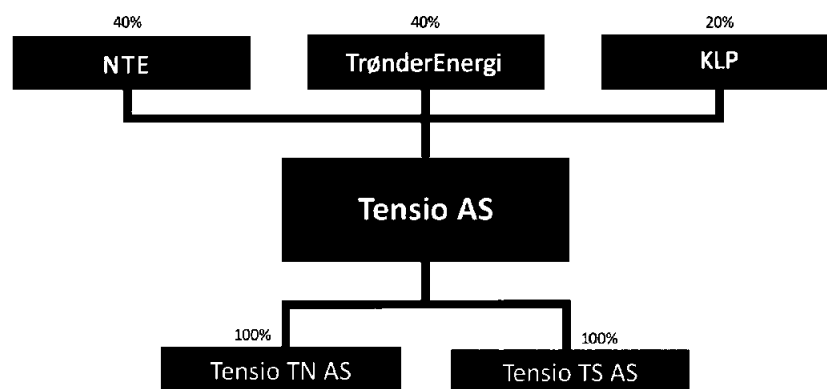 40%
40%
20%
NTE
TrønderEnergi
KLP
Tensio AS
100%
100%
Tensio TN AS
Tensio TS AS